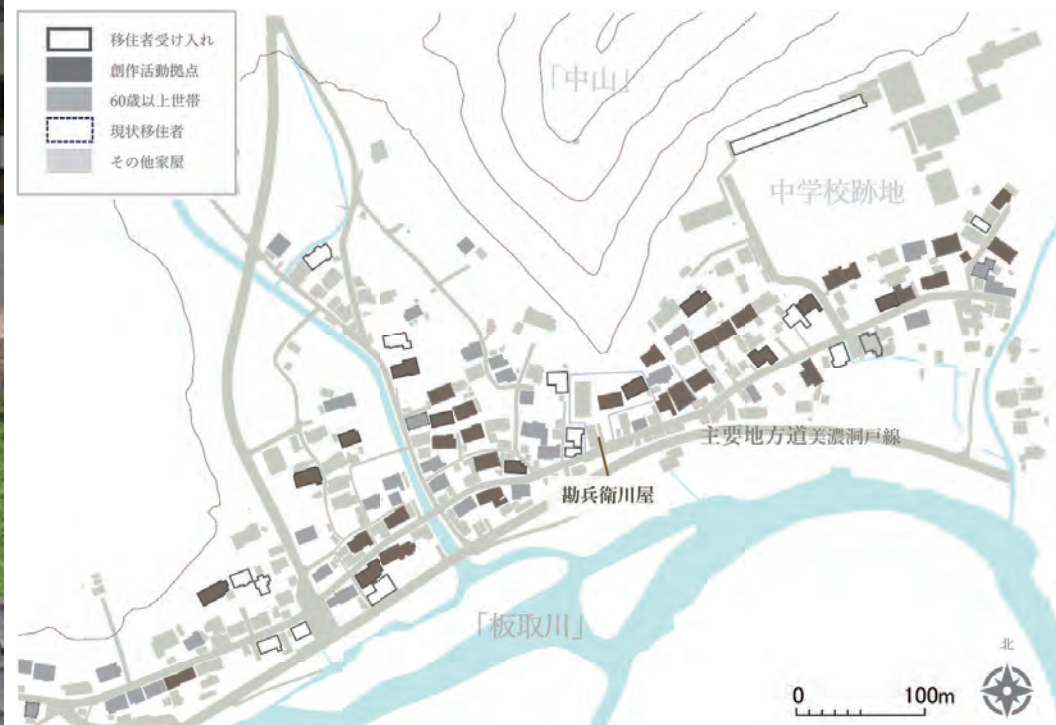 移住者受け入れ
創作活動拠点
60歳以上世帯
現状移住者
その他家屋
「中山」
中学校跡地
主要地方道美濃洞戸線
勘兵衛川屋
「板取川」
北
0 100m